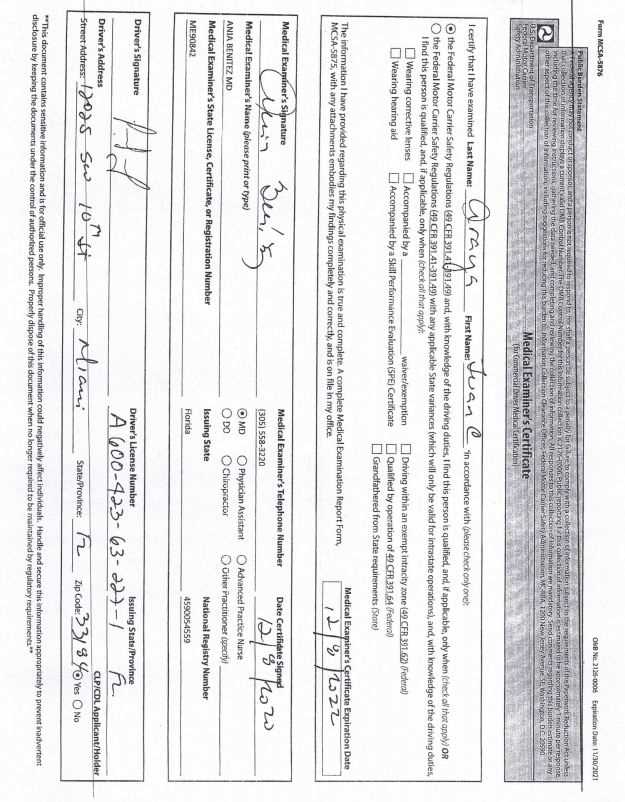 Form MCSA-5876
OMB No: 2126-0006 Expiration Date: 11/30/2021
Public Burden Statement
U.S. Department of Transportation
Federal Motor Carrier
Safety Administration
Medical Examiner's Certificate
(for Commercial Driver Medical Certification)
I certify that I have examined Last Name: Araya First Name: Juan C in accordance with (please check only one):
the Federal Motor Carrier Safety Regulations (49 CFR 391.41-391.49) and, with knowledge of the driving duties, I find this person is qualified, and, if applicable, only when (check all that apply) OR
the Federal Motor Carrier Safety Regulations (49 CFR 391.41-391.49) with any applicable State variances (which will only be valid for intrastate operations), and, with knowledge of the driving duties,
I find this person is qualified, and, if applicable, only when (check all that apply):
Wearing corrective lenses Accompanied by a waiver/exemption Driving within an exempt intracity zone (49 CFR 391.62) (Federal)
Wearing hearing aid Accompanied by a Skill Performance Evaluation (SPE) Certificate Qualified by operation of 49 CFR 391.64 (Federal)
Grandfathered from State requirements (State)
The information I have provided regarding this physical examination is true and complete. A complete Medical Examination Report Form,
MCSA-5875, with any attachments embodies my findings completely and correctly, and is on file in my office.
Medical Examiner's Certificate Expiration Date
12/8/2022
Medical Examiner's Signature Medical Examiner's Telephone Number Date Certificate Signed
(305) 558-3220 12/8/2020
Medical Examiner's Name (please print or type)
ANIA BENITEZ MD
MD Physician Assistant Advanced Practice Nurse
DO Chiropractor Other Practitioner (specify)
Medical Examiner's State License, Certificate, or Registration Number Issuing State National Registry Number
ME90842 Florida 4590054559
Driver's Signature Driver's License Number Issuing State/Province
A600-423-63-227-1 FL
Driver's Address CLP/CDL Applicant/Holder
Street Address: 12025 SW 10th St City: Miami State/Province: FL Zip Code: 33184 Yes No
**This document contains sensitive information and is for official use only. Improper handling of this information could negatively affect individuals. Handle and secure this information appropriately to prevent inadvertent
disclosure by keeping the documents under the control of authorized persons. Properly dispose of this document when no longer required to be maintained by regulatory requirements.**